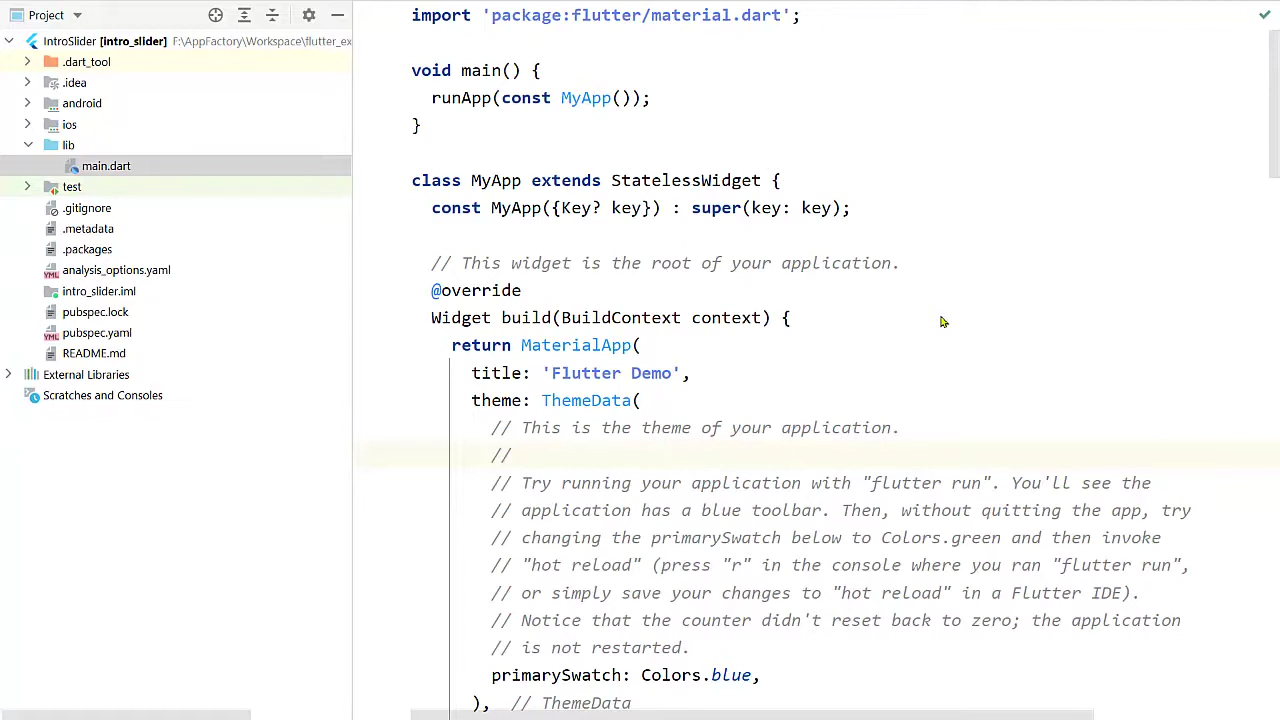 Project
IntroSlider [intro_slider] F:\AppFactory\Workspace\flutter_ex
.dart_tool
.idea
android
ios
lib
main.dart
test
.gitignore
.metadata
.packages
analysis_options.yaml
intro_slider.iml
pubspec.lock
pubspec.yaml
README.md
External Libraries
Scratches and Consoles
import 'package:flutter/material.dart';
void main() {
runApp(const MyApp());
}
class MyApp extends StatelessWidget {
const MyApp({Key? key}) : super(key: key);
// This widget is the root of your application.
@override
Widget build(BuildContext context) {
return MaterialApp(
title: 'Flutter Demo',
theme: ThemeData(
// This is the theme of your application.
//
// Try running your application with "flutter run". You'll see the
// application has a blue toolbar. Then, without quitting the app, try
// changing the primarySwatch below to Colors.green and then invoke
// "hot reload" (press "r" in the console where you ran "flutter run",
// or simply save your changes to "hot reload" in a Flutter IDE).
// Notice that the counter didn't reset back to zero; the application
// is not restarted.
primarySwatch: Colors.blue,
), // ThemeData